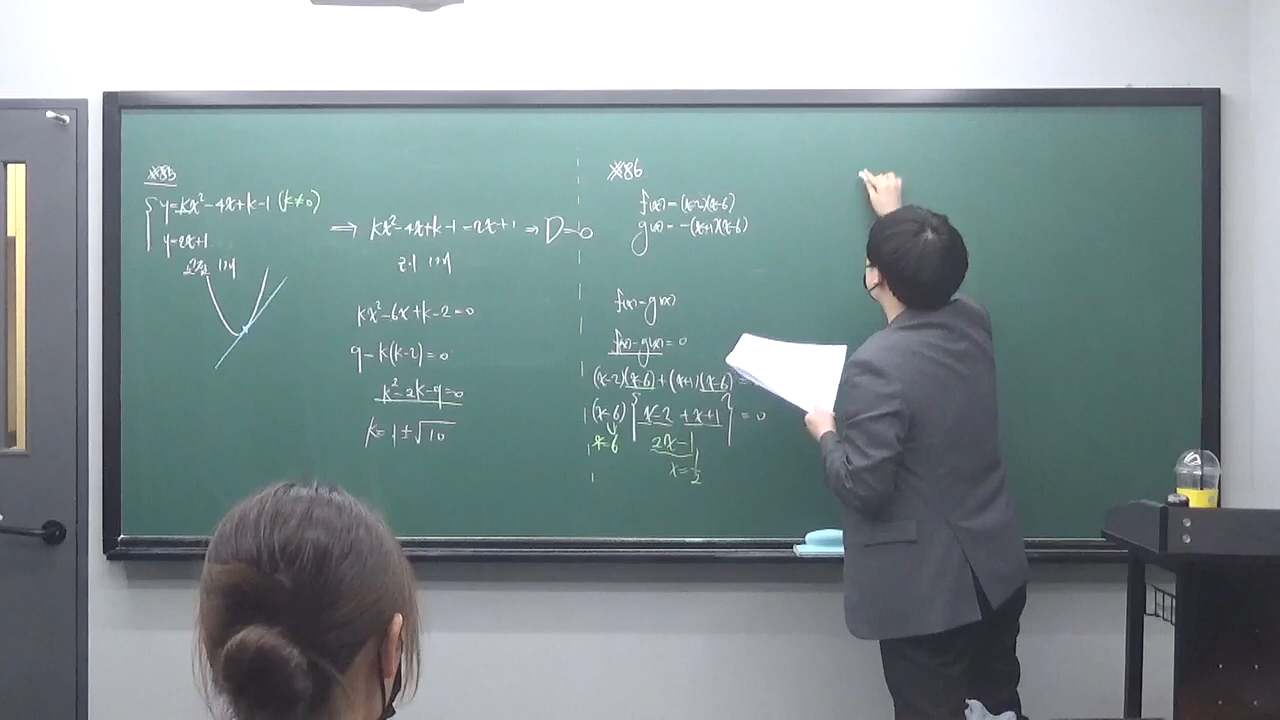 ※85
y=kx²-4x+k-1 (k≠0)
y=2x+1
⇒ kx²-4x+k-1=2x+1 ⇒ D=0
kx²-6x+k-2=0
9-k(k-2)=0
k²-2k-9=0
k=1±√10
※86
f(x)=(x-2)(x-6)
g(x)=-(x+1)(x-6)
f(x)-g(x)
f(x)-g(x)=0
(x-2)(x-6)+(x+1)(x-6)=
(x-6){x-2+x+1}=0
x=6 2x-1
x=1/2